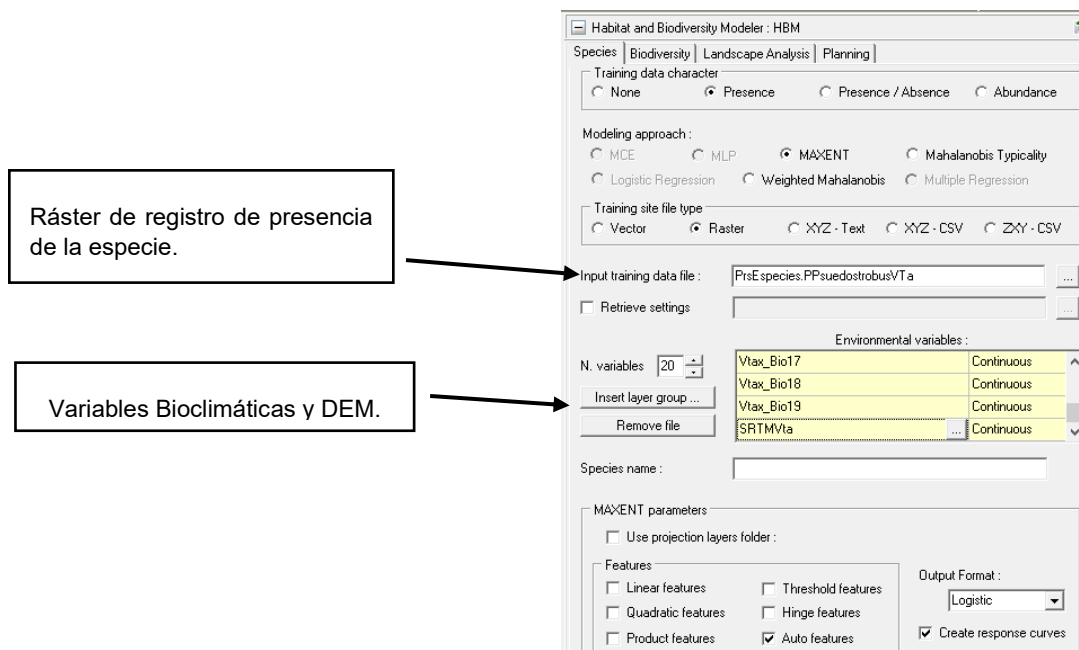 Habitat and Biodiversity Modeler : HBM
Species Biodiversity Landscape Analysis Planning
Training data character
None Presence Presence / Absence Abundance
Modeling approach :
MCE MLP MAXENT Mahalanobis Typicality
Logistic Regression Weighted Mahalanobis Multiple Regression
Training site file type
Vector Raster XYZ - Text XYZ - CSV ZXY - CSV
Ráster de registro de presencia
de la especie.
Input training data file : PrsEspecies.PPsuedostrobusVTa ...
Retrieve settings ...
Environmental variables :
N. variables 20
Vtax_Bio17 Continuous
Vtax_Bio18 Continuous
Vtax_Bio19 Continuous
SRTMVta ... Continuous
Insert layer group ...
Remove file
Variables Bioclimáticas y DEM.
Species name :
MAXENT parameters
Use projection layers folder :
Features
Linear features Threshold features
Quadratic features Hinge features
Product features Auto features
Output Format :
Logistic
Create response curves